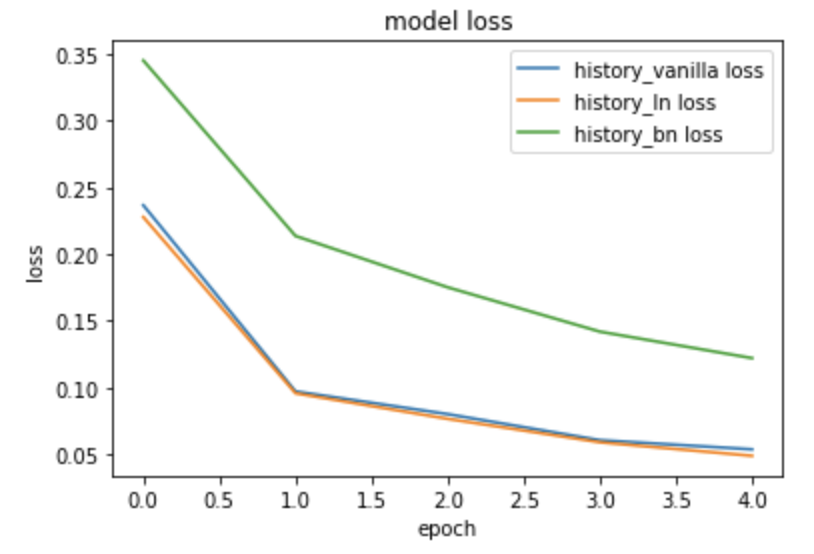 model loss
history_vanilla loss
history_ln loss
history_bn loss
0.35
0.30
0.25
0.20
0.15
0.10
0.05
loss
0.0 0.5 1.0 1.5 2.0 2.5 3.0 3.5 4.0
epoch